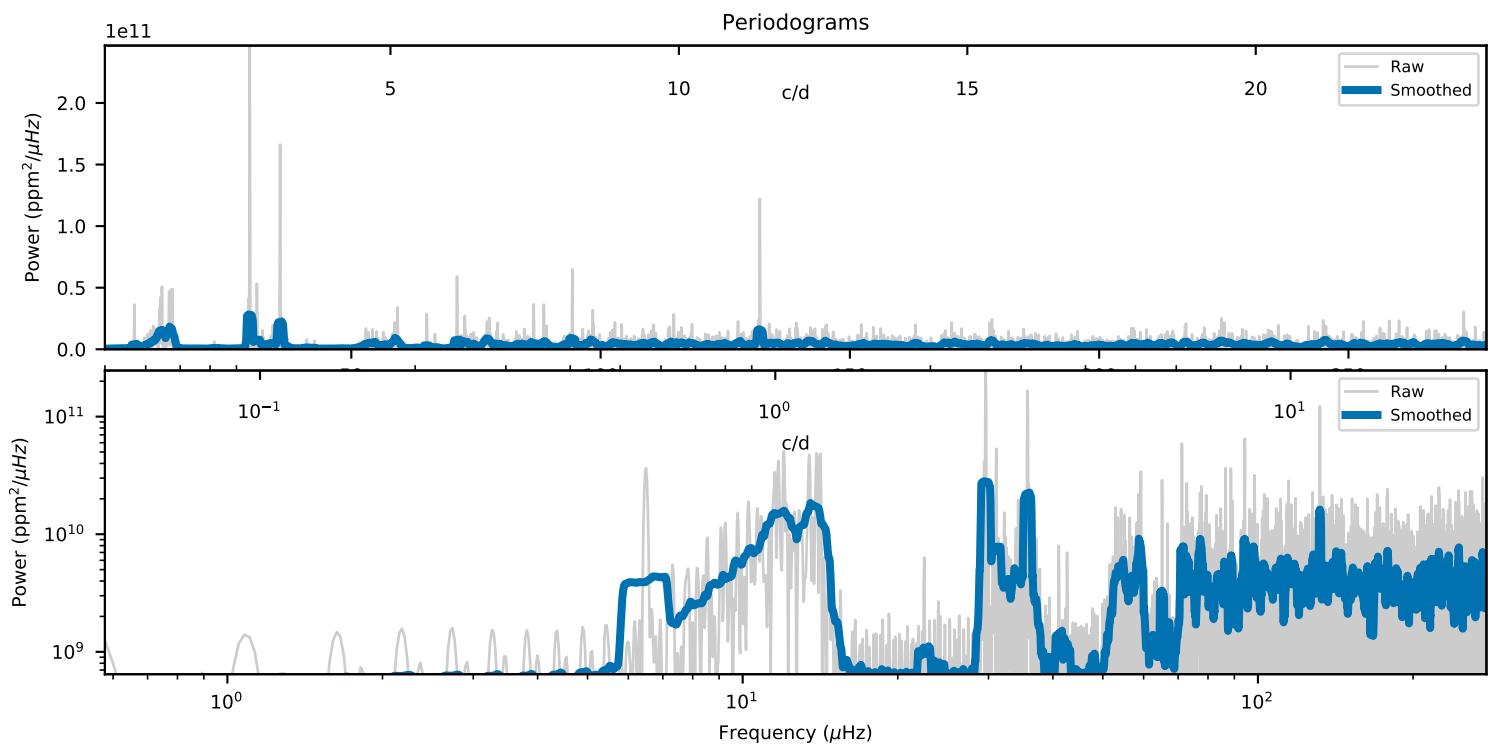 Periodograms
1e11
Power (ppm²/μHz)
2.0
1.5
1.0
0.5
0.0
5
10
15
20
c/d
Raw
Smoothed
Power (ppm²/μHz)
10¹¹
10¹⁰
10⁹
10⁻¹
10⁰
10¹
c/d
Raw
Smoothed
10⁰
10¹
10²
Frequency (μHz)